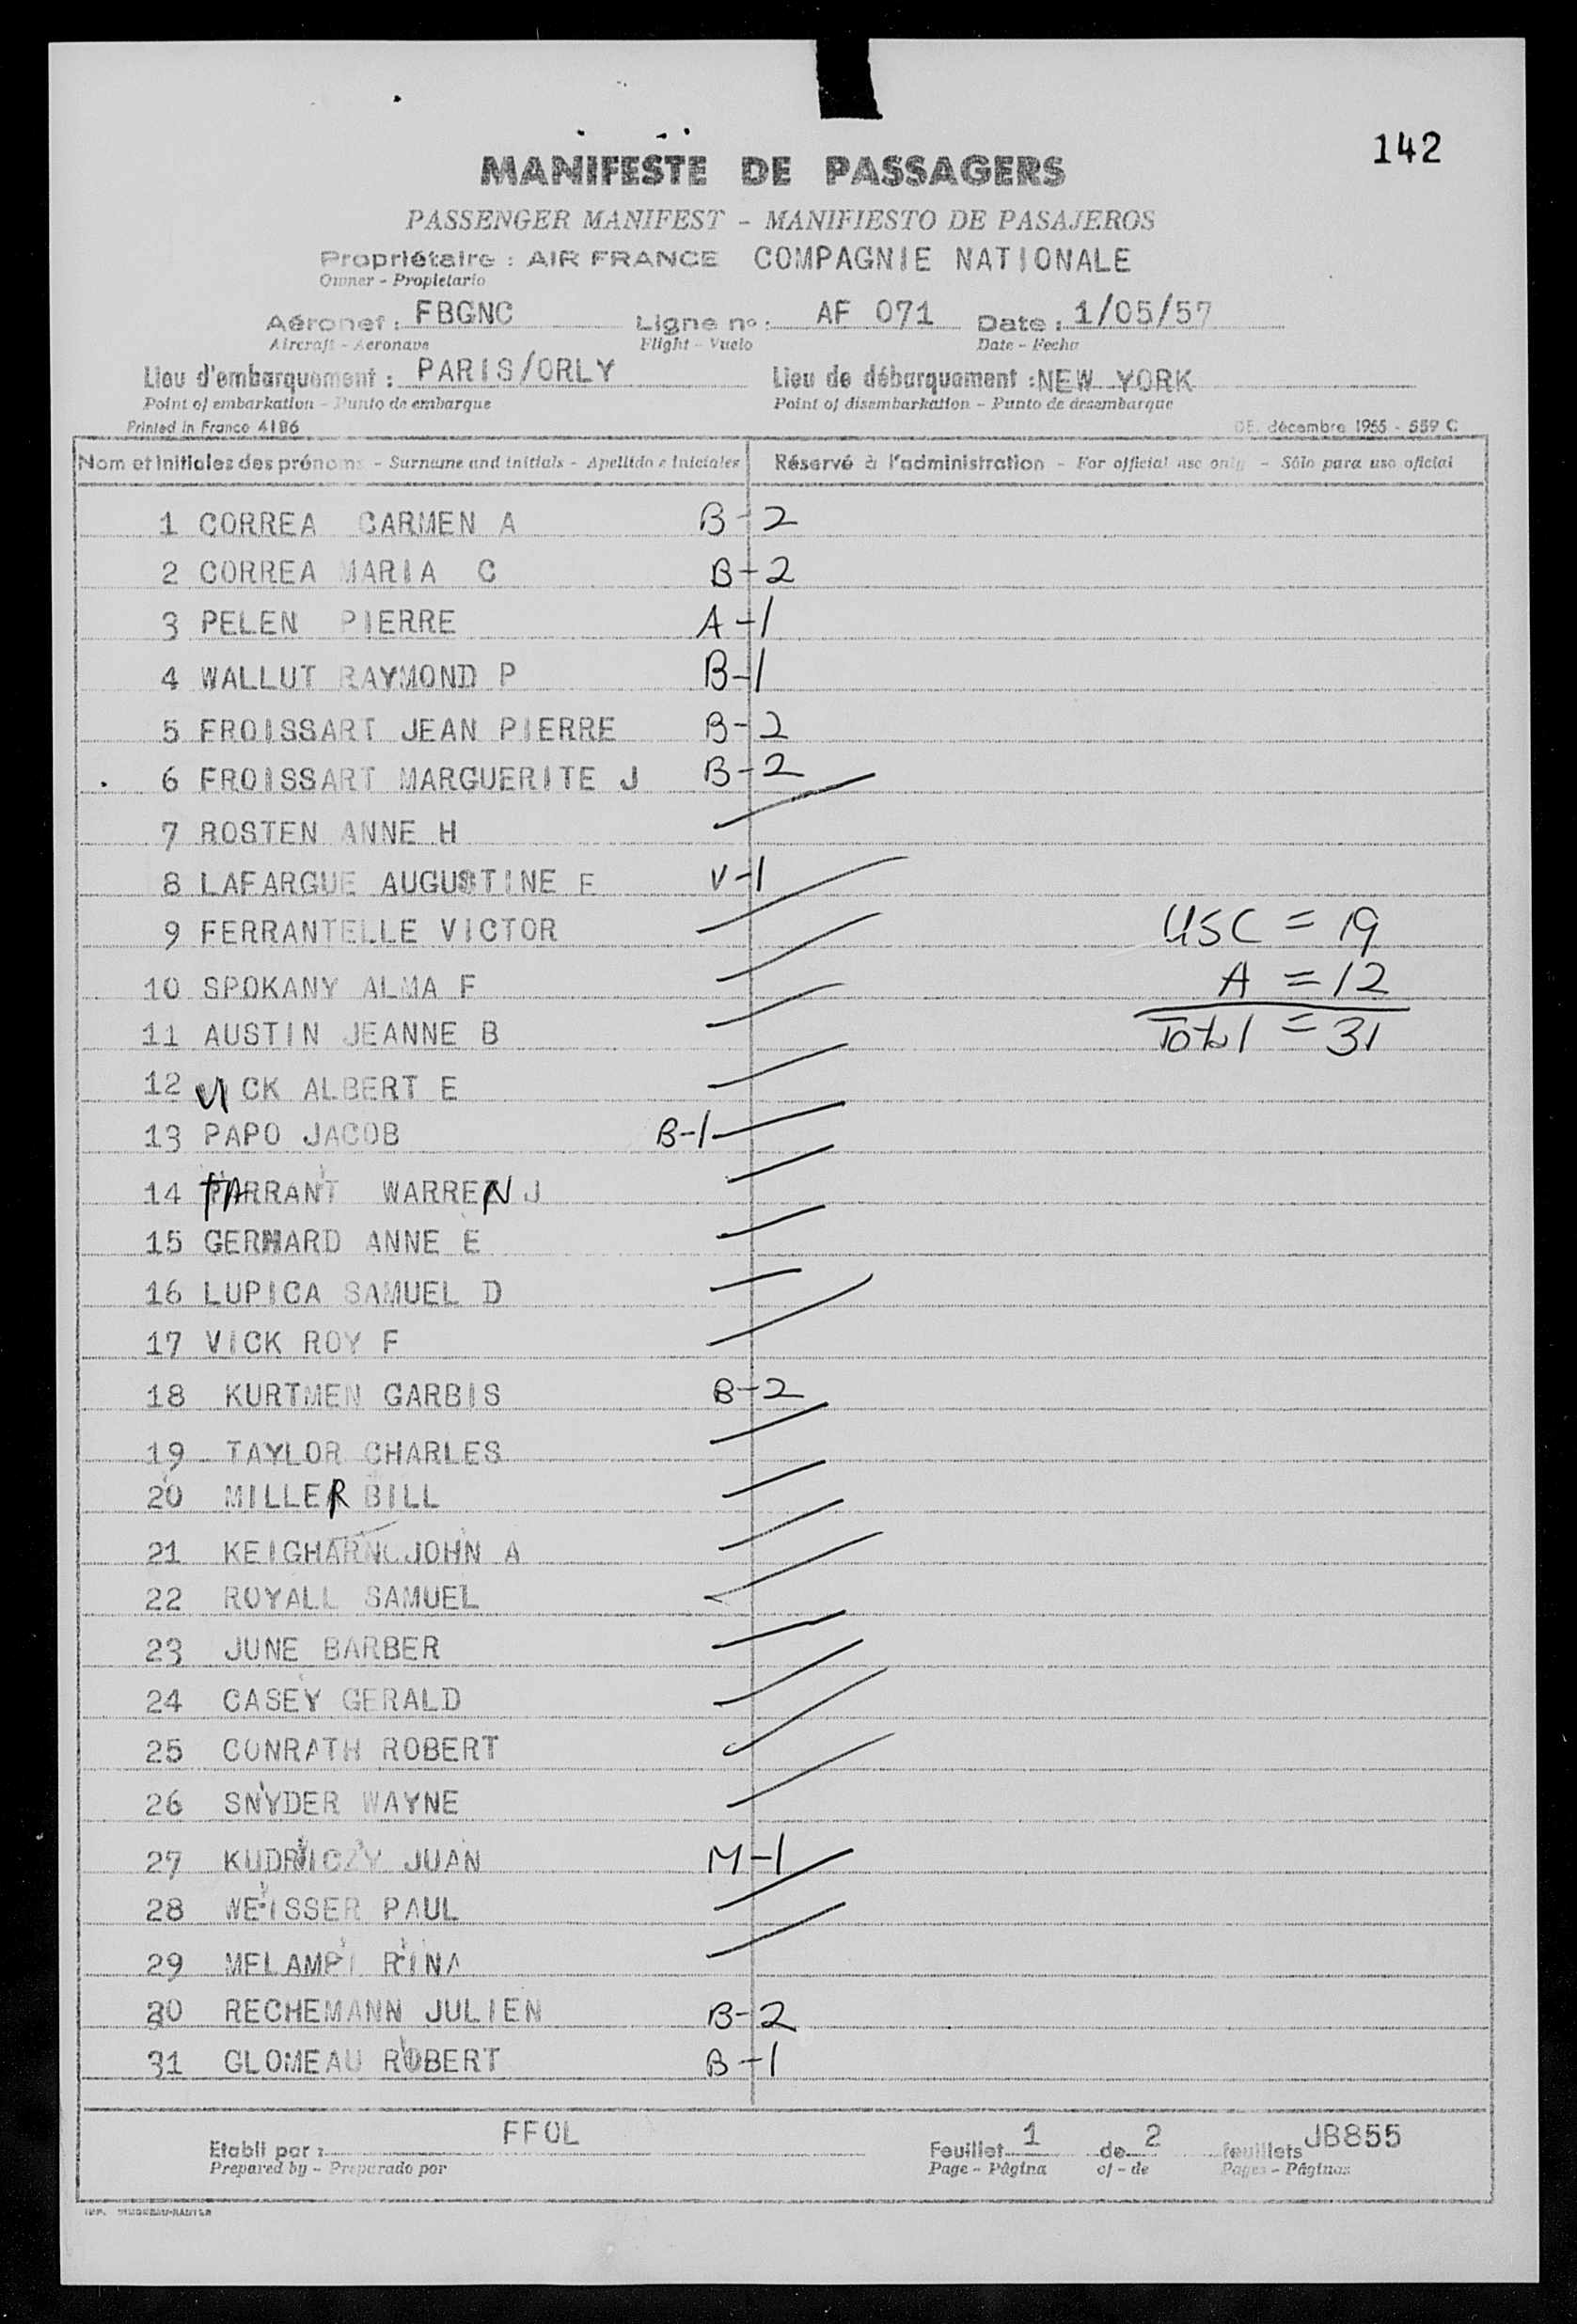 142
MANIFESTE DE PASSAGERS
PASSENGER MANIFEST - MANIFIESTO DE PASAJEROS
Propriétaire : AIR FRANCE COMPAGNIE NATIONALE
Owner - Propietario
Aéronef : FBGNC Ligne no : AF 071 Date : 1/05/57
Aircraft - Aeronave Flight - Vuelo Date - Fecha
Lieu d'embarquement : PARIS/ORLY Lieu de débarquement : NEW YORK
Point of embarkation - Punto de embarque Point of disembarkation - Punto de desembarque
Printed in France 4186 DE. décembre 1955 - 559 C
Nom et initiales des prénoms - Surname and initials - Apellido e Iniciales Réservé à l'administration - For official use only - Sólo para uso oficial
1 CORREA CARMEN A B-2
2 CORREA MARIA C B-2
3 PELEN PIERRE A-1
4 WALLUT RAYMOND P B-1
5 FROISSART JEAN PIERRE B-2
6 FROISSART MARGUERITE J B-2
7 ROSTEN ANNE H
8 LAFARGUE AUGUSTINE E V-1
9 FERRANTELLE VICTOR USC = 19
10 SPOKANY ALMA F A = 12
11 AUSTIN JEANNE B Total = 31
12 VICK ALBERT E
13 PAPO JACOB B-1
14 TARRANT WARREN J
15 GERHARD ANNE E
16 LUPICA SAMUEL D
17 VICK ROY F
18 KURTMEN GARBIS B-2
19 TAYLOR CHARLES
20 MILLER BILL
21 JOHN A
22 ROYALL SAMUEL
23 JUNE BARBER
24 CASEY GERALD
25 CONRATH ROBERT
26 SNYDER WAYNE
27 JUAN M-1
28 WEISSER PAUL
29 MELAMPI RINA
30 RECHEMANN JULIEN B-2
31 GLOMEAU ROBERT B-1
Etabli par : FFOL Feuillet 1 de 2 feuillets JB855
Prepared by - Preparado por Page - Página of - de Pages - Páginas